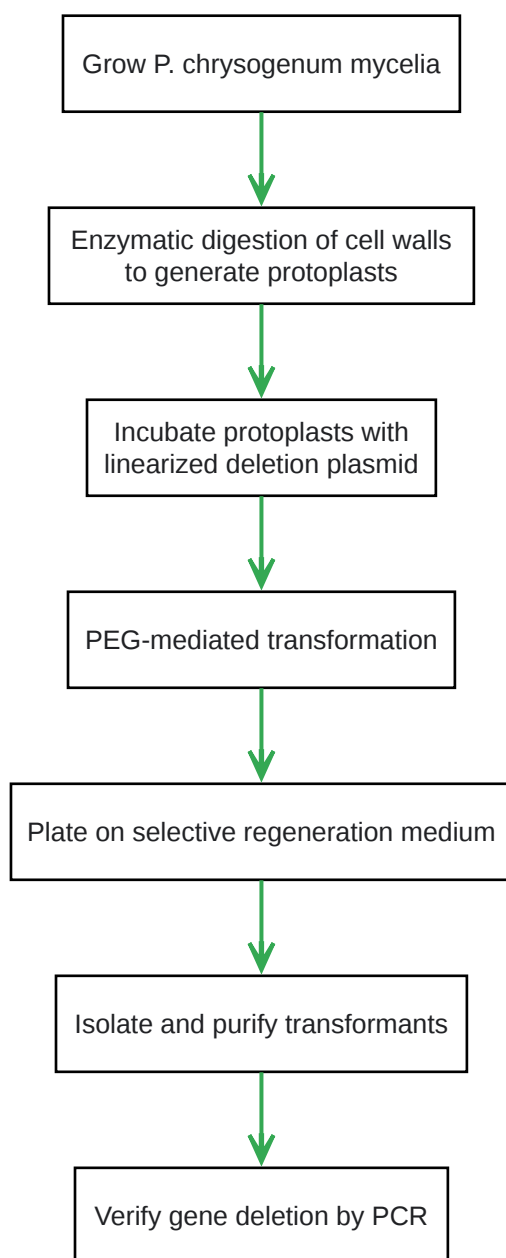 Grow P. chrysogenum mycelia
Enzymatic digestion of cell walls
to generate protoplasts
Incubate protoplasts with
linearized deletion plasmid
PEG-mediated transformation
Plate on selective regeneration medium
Isolate and purify transformants
Verify gene deletion by PCR